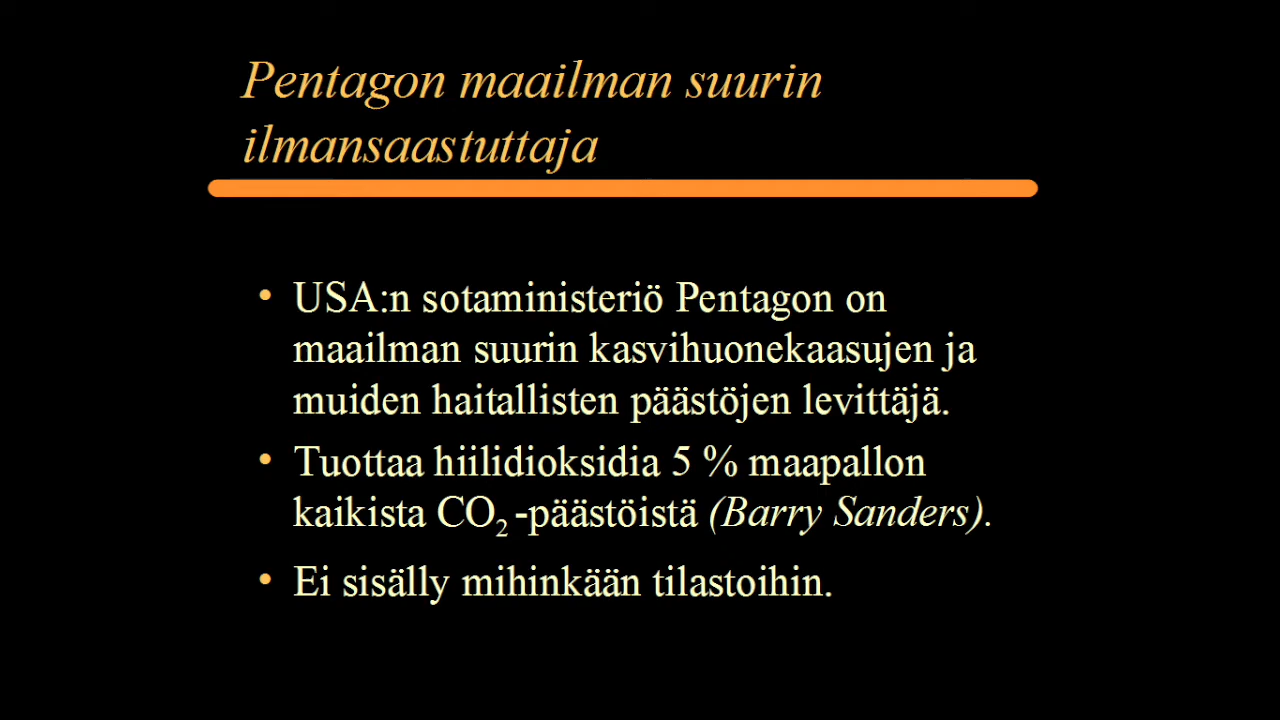 Pentagon maailman suurin
ilmansaastuttaja
• USA:n sotaministeriö Pentagon on
maailman suurin kasvihuonekaasujen ja
muiden haitallisten päästöjen levittäjä.
• Tuottaa hiilidioksidia 5 % maapallon
kaikista CO₂ -päästöistä (Barry Sanders).
• Ei sisälly mihinkään tilastoihin.